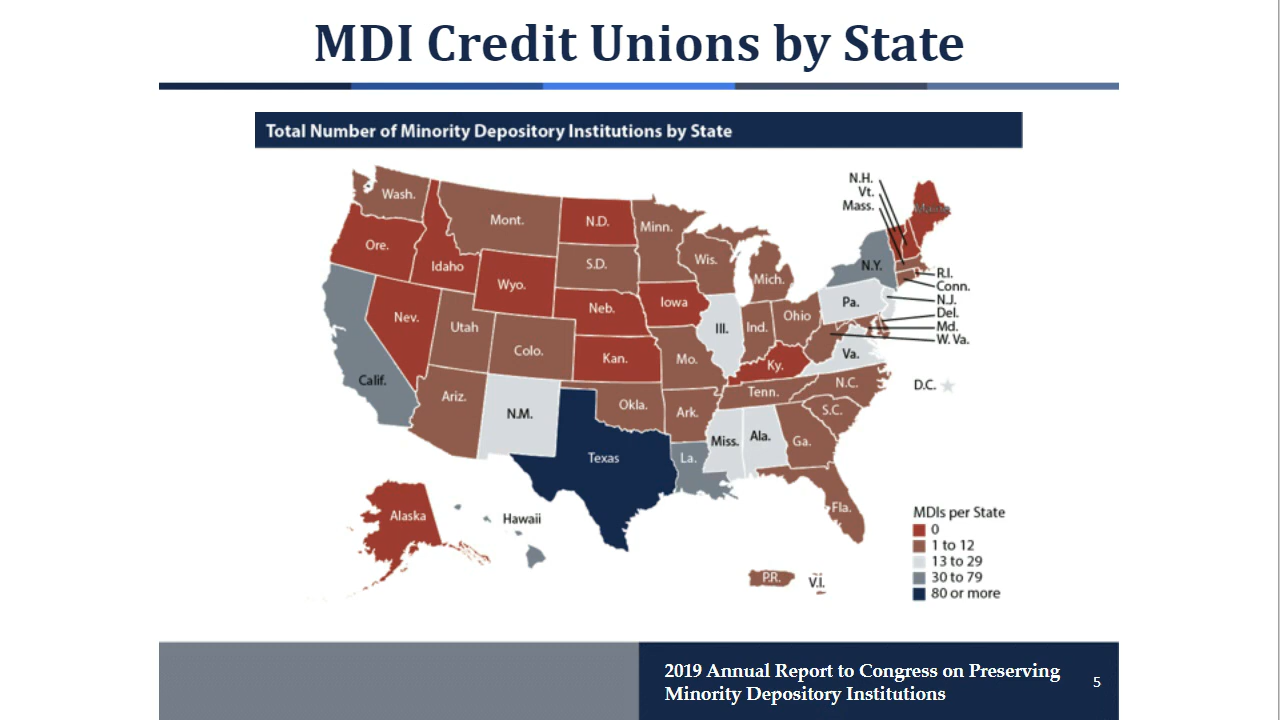 MDI Credit Unions by State
Total Number of Minority Depository Institutions by State
Wash.
Mont.
N.D.
Minn.
Ore.
Idaho
Wyo.
S.D.
Wis.
Mich.
N.Y.
N.H.
Vt.
Mass.
Maine
R.I.
Conn.
N.J.
Del.
Md.
W. Va.
Nev.
Utah
Colo.
Neb.
Iowa
Ill.
Ind.
Ohio
Pa.
Kan.
Mo.
Ky.
Va.
D.C.
Calif.
Ariz.
N.M.
Okla.
Ark.
Tenn.
N.C.
S.C.
Texas
La.
Miss.
Ala.
Ga.
Fla.
Alaska
Hawaii
P.R.
V.I.
MDIs per State
0
1 to 12
13 to 29
30 to 79
80 or more
2019 Annual Report to Congress on Preserving
Minority Depository Institutions
5